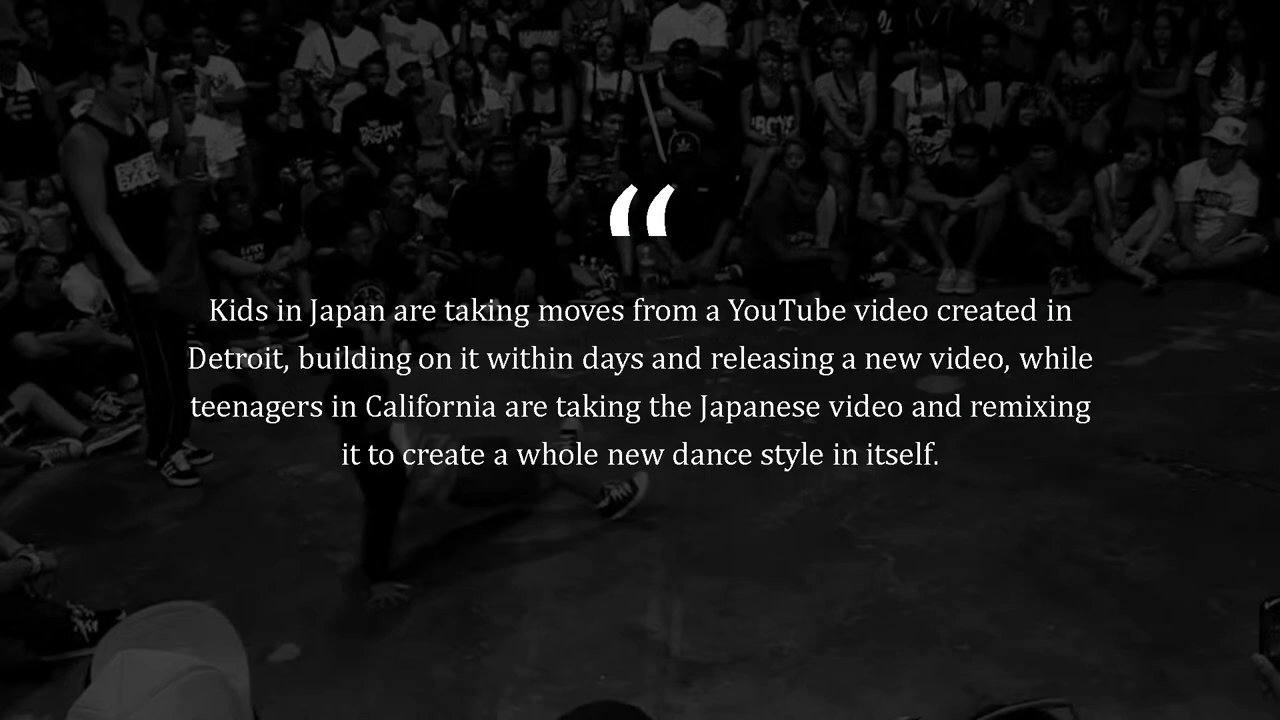 “
Kids in Japan are taking moves from a YouTube video created in
Detroit, building on it within days and releasing a new video, while
teenagers in California are taking the Japanese video and remixing
it to create a whole new dance style in itself.